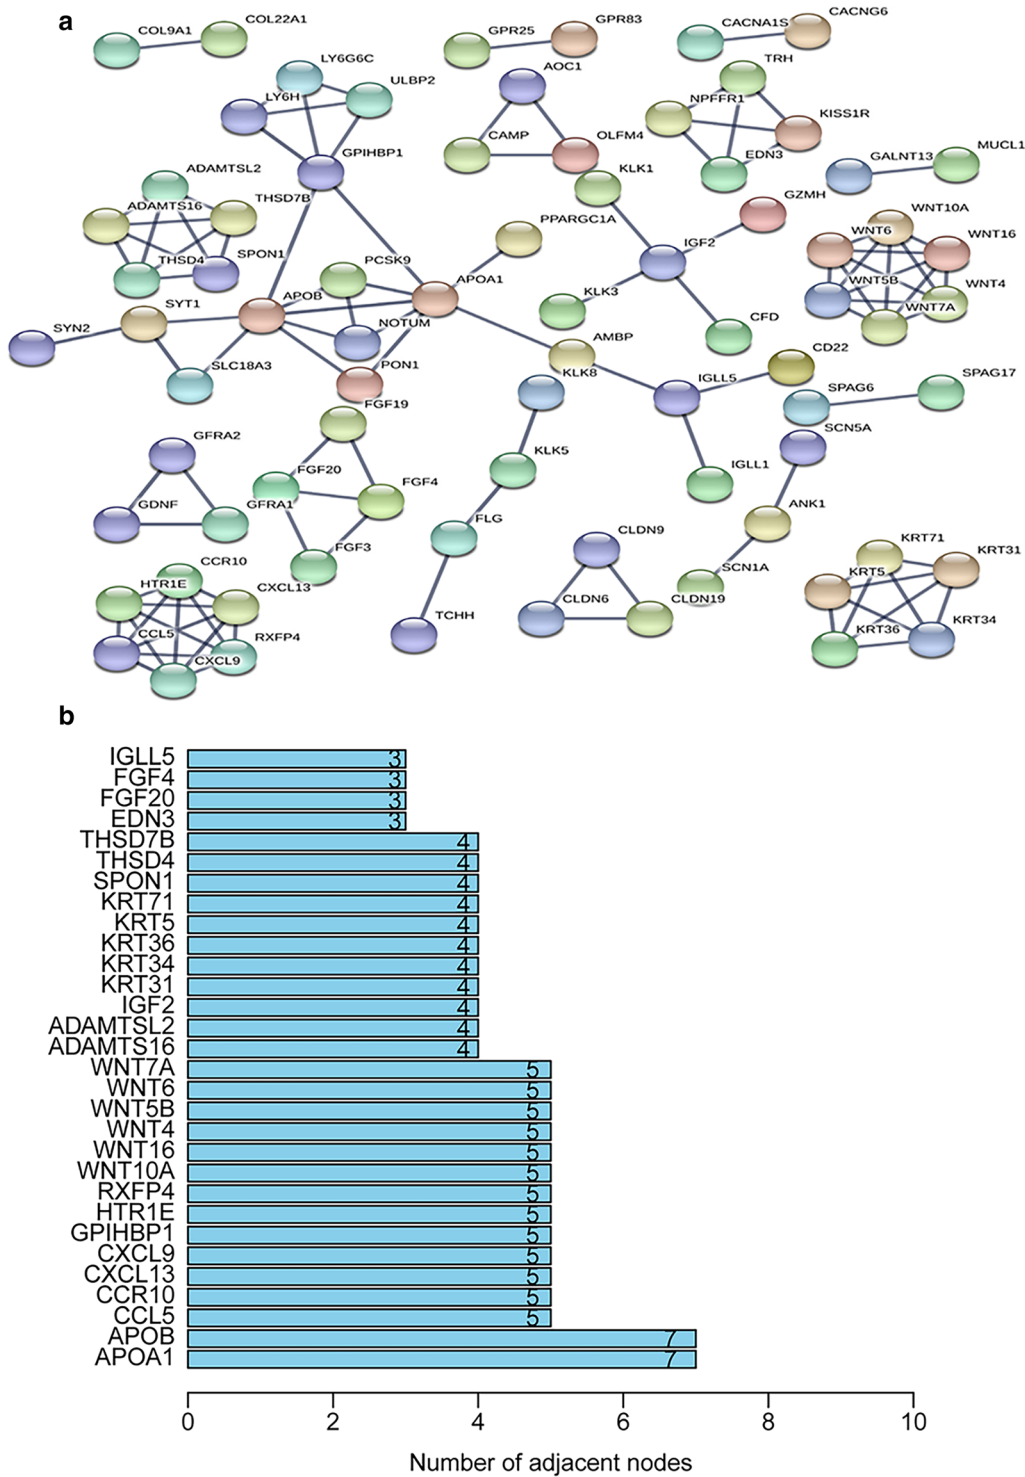 a
COL9A1
COL22A1
GPR25
GPR83
CACNA1S
CACNG6
LY6G6C
LY6H
ULBP2
GPIHBP1
AOC1
CAMP
OLFM4
TRH
NPFFR1
KISS1R
EDN3
GALNT13
MUCL1
ADAMTSL2
ADAMTS16
THSD7B
THSD4
SPON1
KLK1
GZMH
IGF2
KLK3
CFD
PPARGC1A
PCSK9
APOA1
APOB
NOTUM
PON1
WNT10A
WNT6
WNT16
WNT5B
WNT4
WNT7A
SYT1
SYN2
SLC18A3
AMBP
KLK8
IGLL5
CD22
IGLL1
SPAG6
SPAG17
SCN5A
ANK1
SCN1A
FGF19
FGF20
FGF4
FGF3
GFRA2
GDNF
GFRA1
KLK5
FLG
TCHH
CLDN9
CLDN6
CLDN19
CCR10
HTR1E
CXCL13
CCL5
RXFP4
CXCL9
KRT71
KRT31
KRT5
KRT36
KRT34
b
IGLL5 3
FGF4 3
FGF20 3
EDN3 3
THSD7B 4
THSD4 4
SPON1 4
KRT71 4
KRT5 4
KRT36 4
KRT34 4
KRT31 4
IGF2 4
ADAMTSL2 4
ADAMTS16 4
WNT7A 5
WNT6 5
WNT5B 5
WNT4 5
WNT16 5
WNT10A 5
RXFP4 5
HTR1E 5
GPIHBP1 5
CXCL9 5
CXCL13 5
CCR10 5
CCL5 5
APOB 7
APOA1 7
0 2 4 6 8 10
Number of adjacent nodes